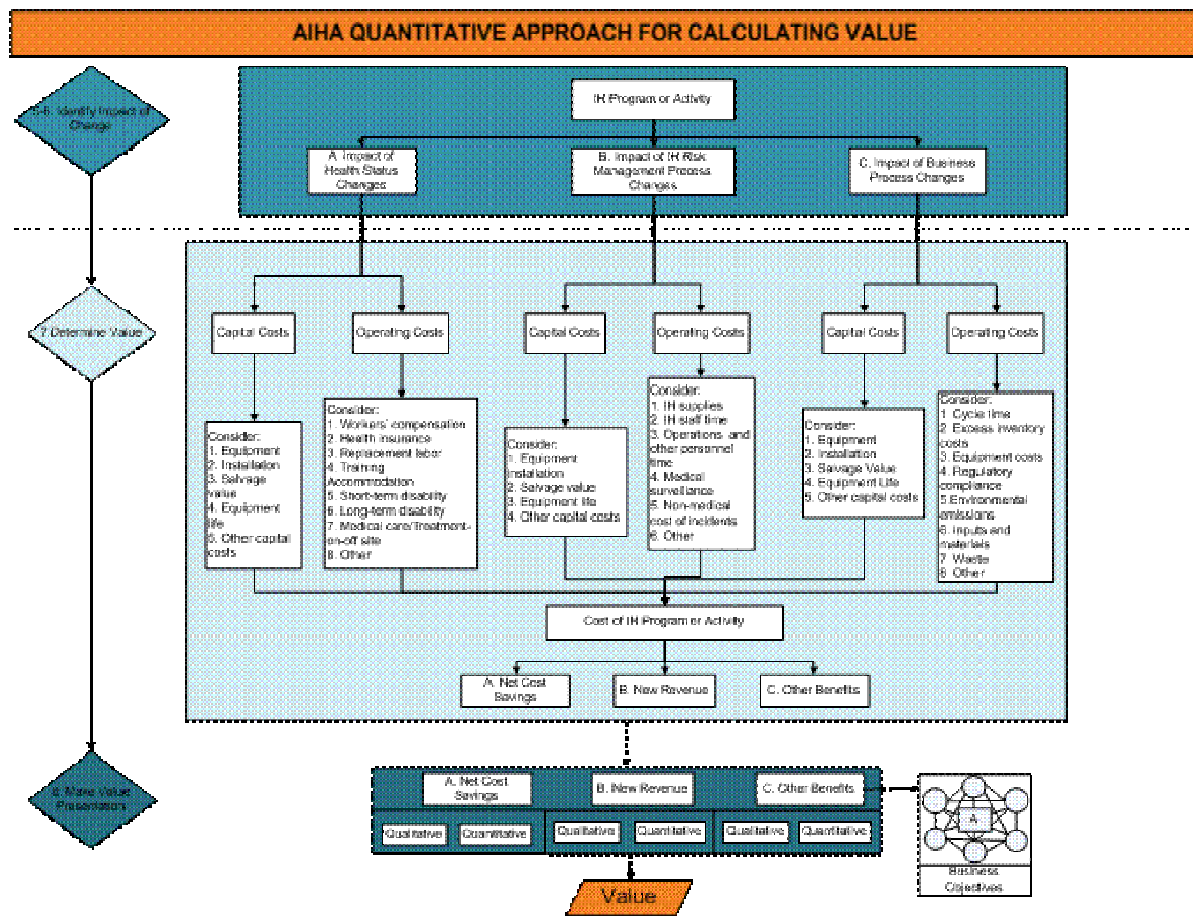 AIHA QUANTITATIVE APPROACH FOR CALCULATING VALUE
5-6. Identify Impact of
Change
IH Program or Activity
A. Impact of
Health Status
Changes
B. Impact of IH Risk
Management Process
Changes
C. Impact of Business
Process Changes
7 Determine Value
Capital Costs
Operating Costs
Capital Costs
Operating Costs
Capital Costs
Operating Costs
Consider:
1. Equipment
2. Installation
3. Salvage
value
4. Equipment
life
5. Other capital
costs
Consider:
1. Workers' compensation
2. Health insurance
3. Replacement labor
4. Training
Accommodation
5. Short-term disability
6. Long-term disability
7. Medical care/Treatment-
on-off site
8. Other
Consider:
1. Equipment
Installation
2. Salvage value
3. Equipment life
4. Other capital costs
Consider:
1. IH supplies
2. IH staff time
3. Operations and
other personnel
time
4. Medical
surveillance
5. Non-medical
cost of incidents
6. Other
Consider:
1. Equipment
2. Installation
3. Salvage Value
4. Equipment Life
5. Other capital costs
Consider:
1 Cycle time
2 Excess inventory
costs
3. Equipment costs
4. Regulatory
compliance
5.Environmental
emissions
6. Inputs and
materials
7 Waste
8 Other
Cost of IH Program or Activity
A. Net Cost
Savings
B. New Revenue
C. Other Benefits
8. Make Value
Presentation
A. Net Cost
Savings
B. New Revenue
C. Other Benefits
Qualitative
Quantitative
Qualitative
Quantitative
Qualitative
Quantitative
A
Business
Objectives
Value